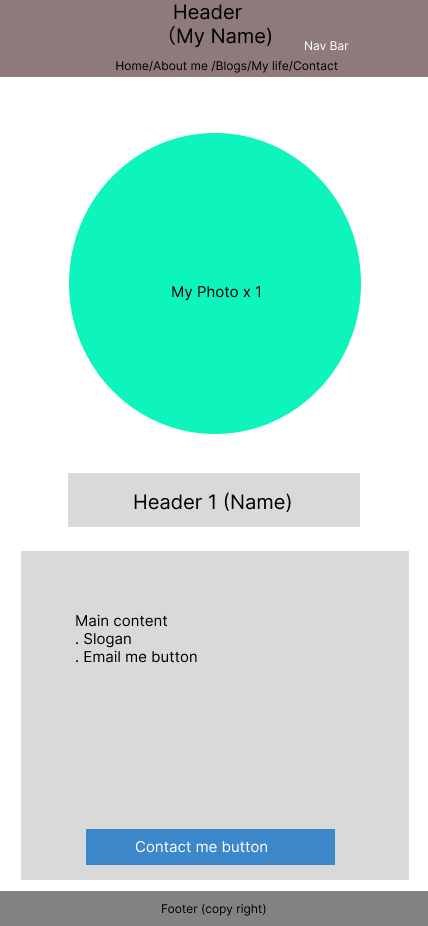 Header
(My Name)
Nav Bar
Home/About me /Blogs/My life/Contact
My Photo x 1
Header 1 (Name)
Main content
. Slogan
. Email me button
Contact me button
Footer (copy right)